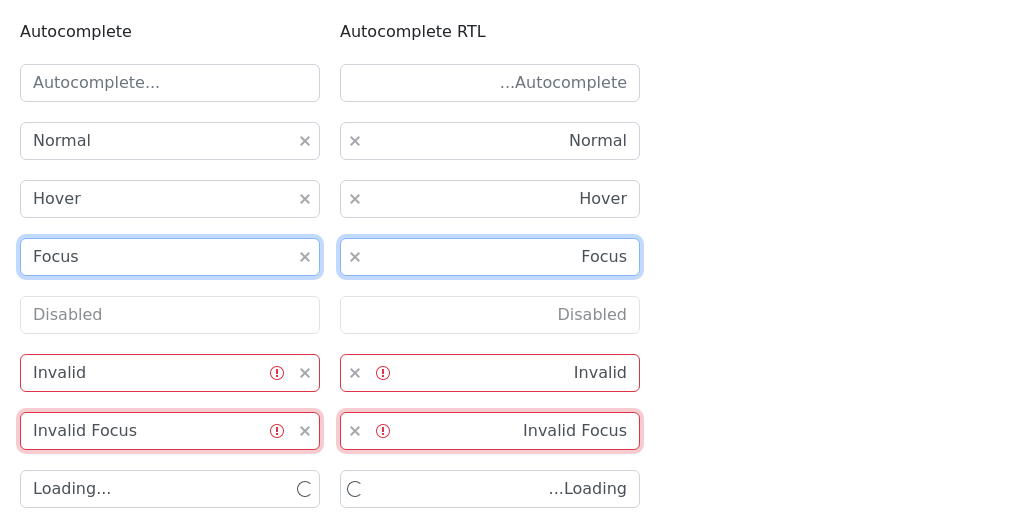 Autocomplete
Autocomplete RTL
Autocomplete...
...Autocomplete
Normal
Normal
Hover
Hover
Focus
Focus
Disabled
Disabled
Invalid
Invalid
Invalid Focus
Invalid Focus
Loading...
...Loading